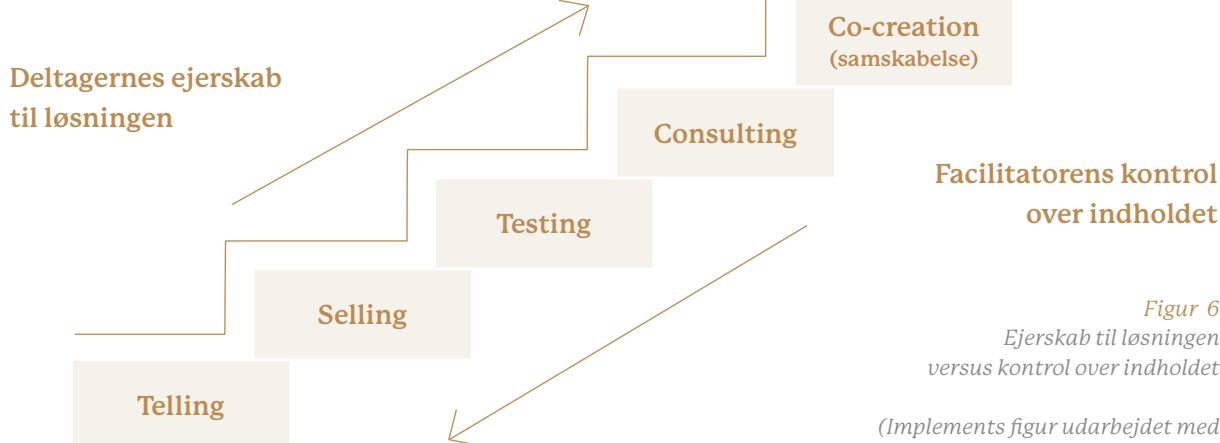 Co-creation
(samskabelse)
Deltagernes ejerskab
til løsningen
Consulting
Facilitatorens kontrol
over indholdet
Testing
Selling
Figur 6
Ejerskab til løsningen
versus kontrol over indholdet
Telling
(Implements figur udarbejdet med